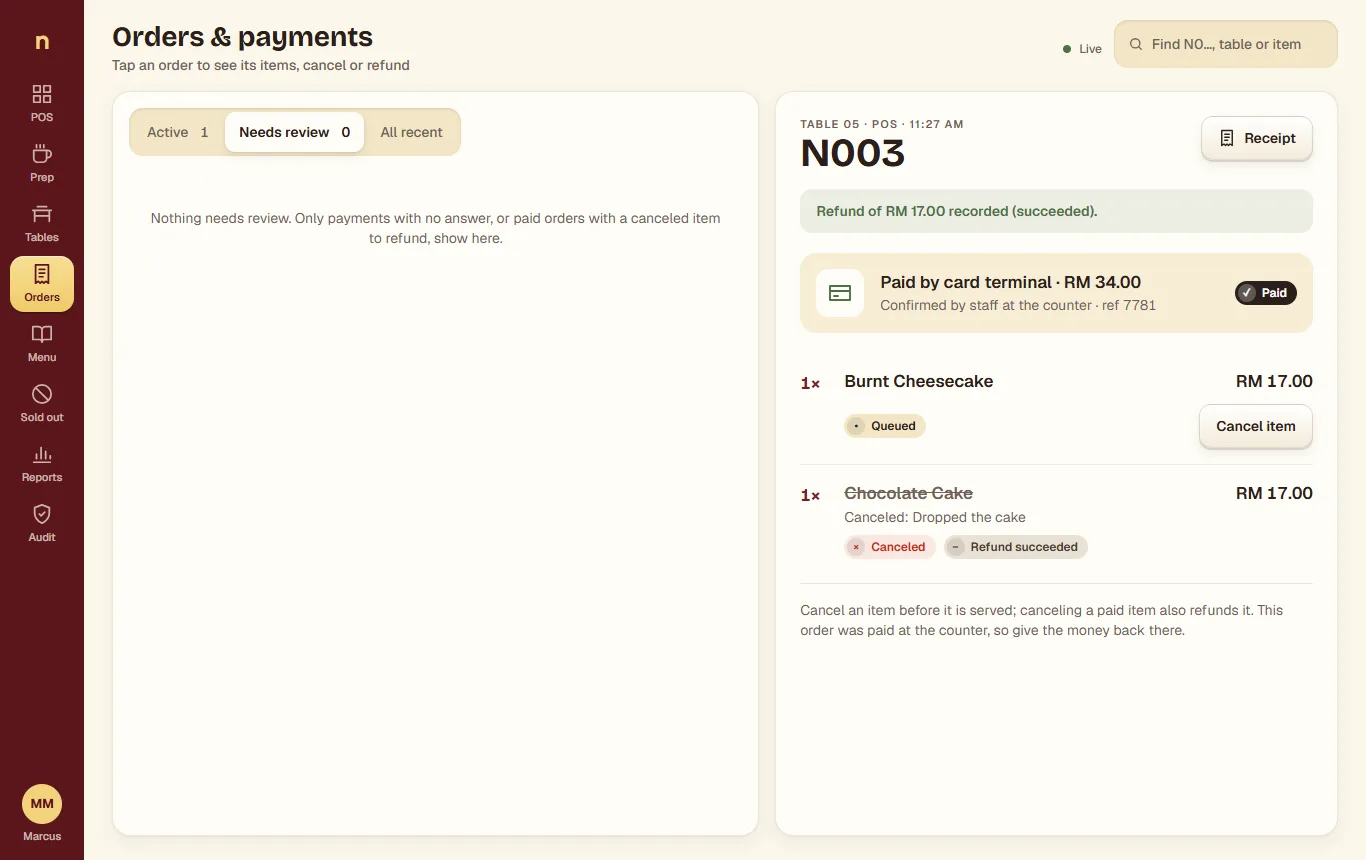 n
POS
Prep
Tables
Orders
Menu
Sold out
Reports
Audit
MM
Marcus
Orders & payments
Tap an order to see its items, cancel or refund
Live
Find N0..., table or item
Active 1
Needs review 0
All recent
Nothing needs review. Only payments with no answer, or paid orders with a canceled item
to refund, show here.
TABLE 05 · POS · 11:27 AM
N003
Receipt
Refund of RM 17.00 recorded (succeeded).
Paid by card terminal · RM 34.00
Confirmed by staff at the counter · ref 7781
Paid
1× Burnt Cheesecake RM 17.00
Queued
Cancel item
1× Chocolate Cake RM 17.00
Canceled: Dropped the cake
Canceled
Refund succeeded
Cancel an item before it is served; canceling a paid item also refunds it. This
order was paid at the counter, so give the money back there.